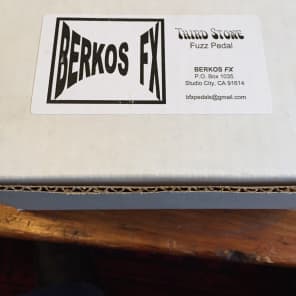 BERKOS FX
THIRD STONE
Fuzz Pedal
BERKOS FX
P.O. Box 1035
Studio City, CA 91614
bfxpedals@gmail.com